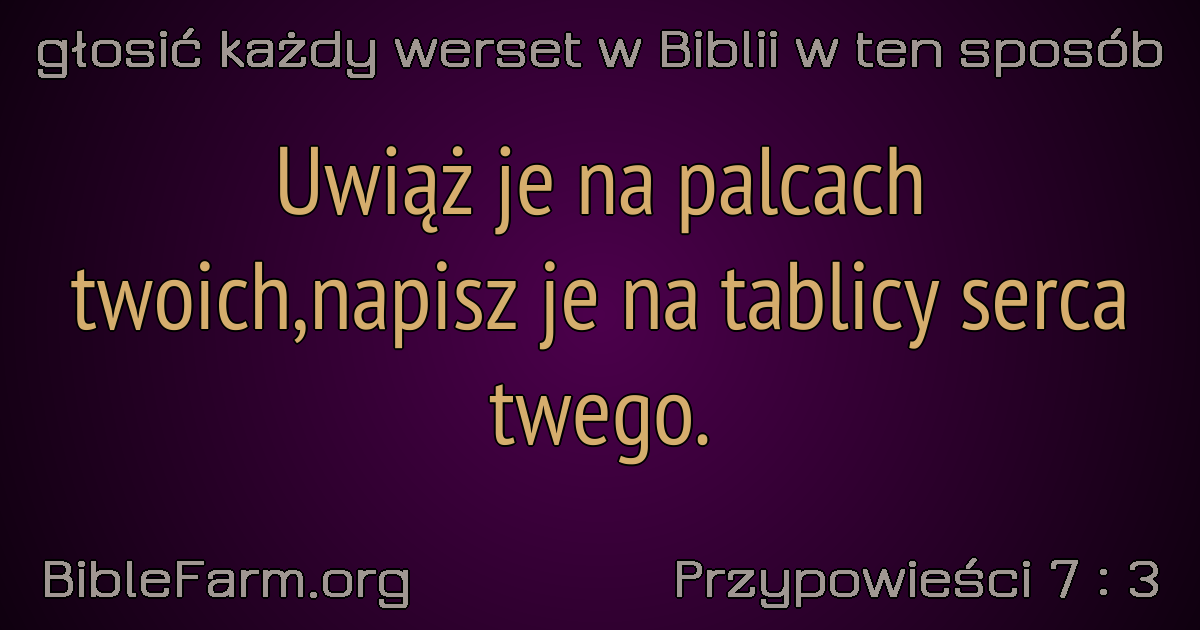 głosić każdy werset w Biblii w ten sposób
Uwiąż je na palcach
twoich,napisz je na tablicy serca
twego.
BibleFarm.org
Przypowieści 7 : 3